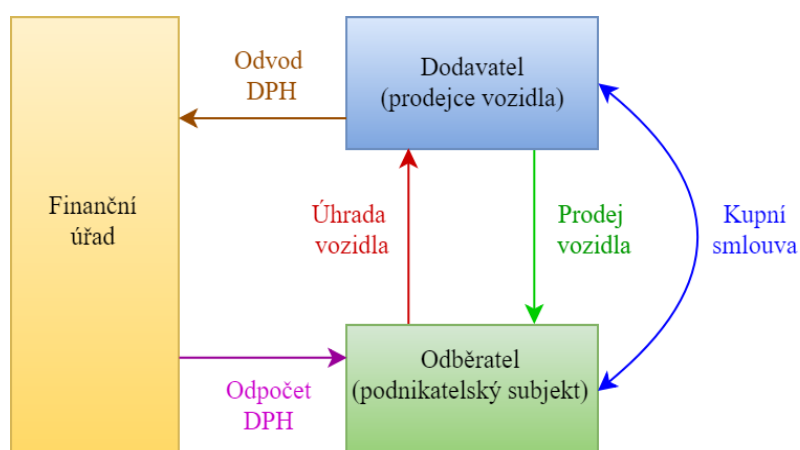 Odvod
DPH
Dodavatel
(prodejce vozidla)
Finanční
úřad
Úhrada
vozidla
Prodej
vozidla
Kupní
smlouva
Odpočet
DPH
Odběratel
(podnikatelský subjekt)